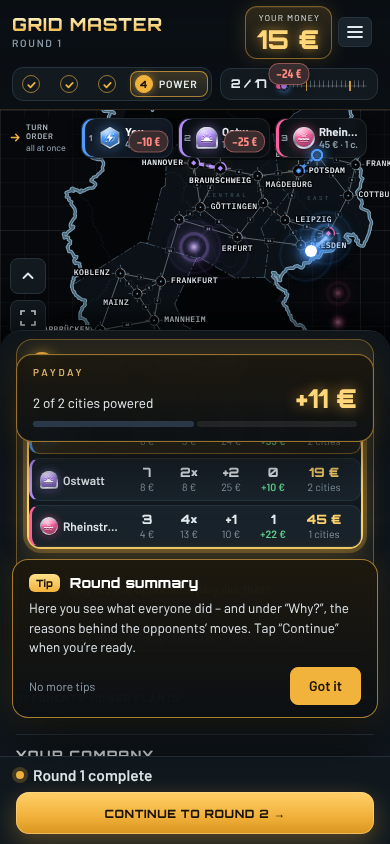 GRID MASTER
ROUND 1
YOUR MONEY
15 €
4 POWER
2 / 17
−24 €
TURN
ORDER
all at once
1
−10 €
2
−25 €
3 Rhein…
45 € · 1 c.
HANNOVER
POTSDAM
BRAUNSCHWEIG
MAGDEBURG
GÖTTINGEN
LEIPZIG
ERFURT
KOBLENZ
FRANKFURT
MAINZ
MANNHEIM
PAYDAY
2 of 2 cities powered
+11 €
Ostwatt 7 2× +2 0 19 €
8 € 8 € 25 € +10 € 2 cities
Rheinstr… 3 4× +1 1 45 €
4 € 13 € 10 € +22 € 1 cities
Tip Round summary
Here you see what everyone did – and under “Why?”, the
reasons behind the opponents’ moves. Tap “Continue”
when you’re ready.
No more tips
Got it
YOUR COMPANY
Round 1 complete
CONTINUE TO ROUND 2 →